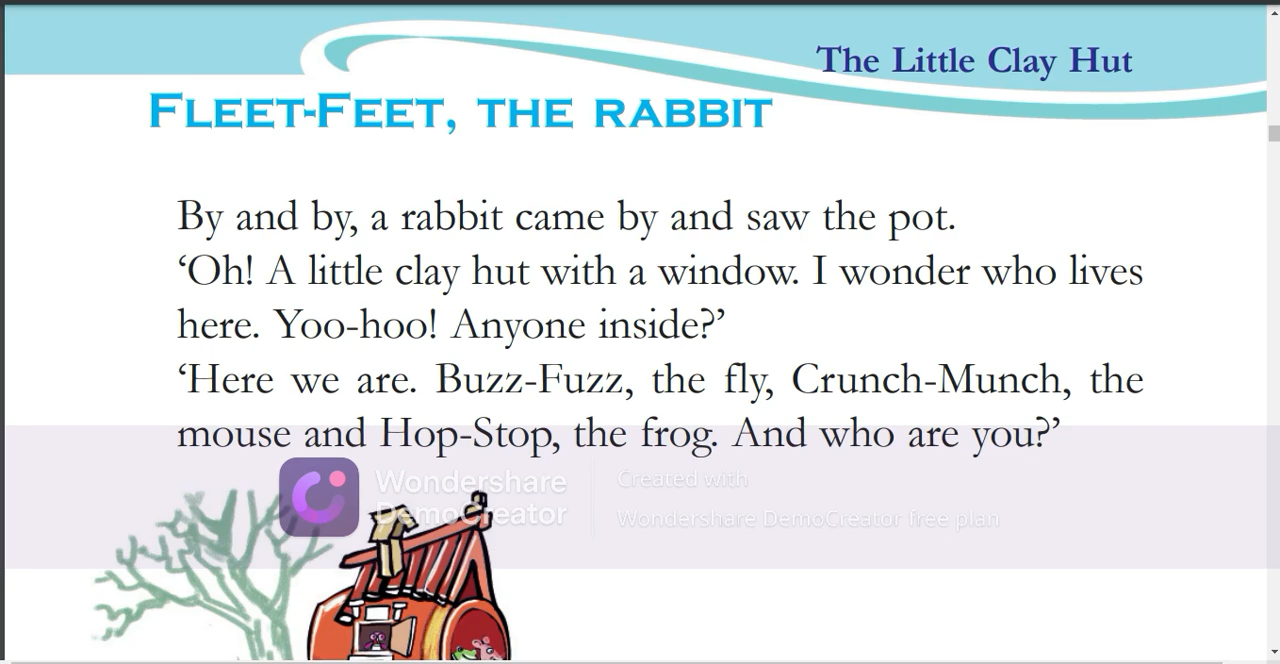 The Little Clay Hut
FLEET-FEET, THE RABBIT
By and by, a rabbit came by and saw the pot.
‘Oh! A little clay hut with a window. I wonder who lives
here. Yoo-hoo! Anyone inside?’
‘Here we are. Buzz-Fuzz, the fly, Crunch-Munch, the
mouse and Hop-Stop, the frog. And who are you?’
Wondershare
DemoCreator
Created with
Wondershare DemoCreator free plan